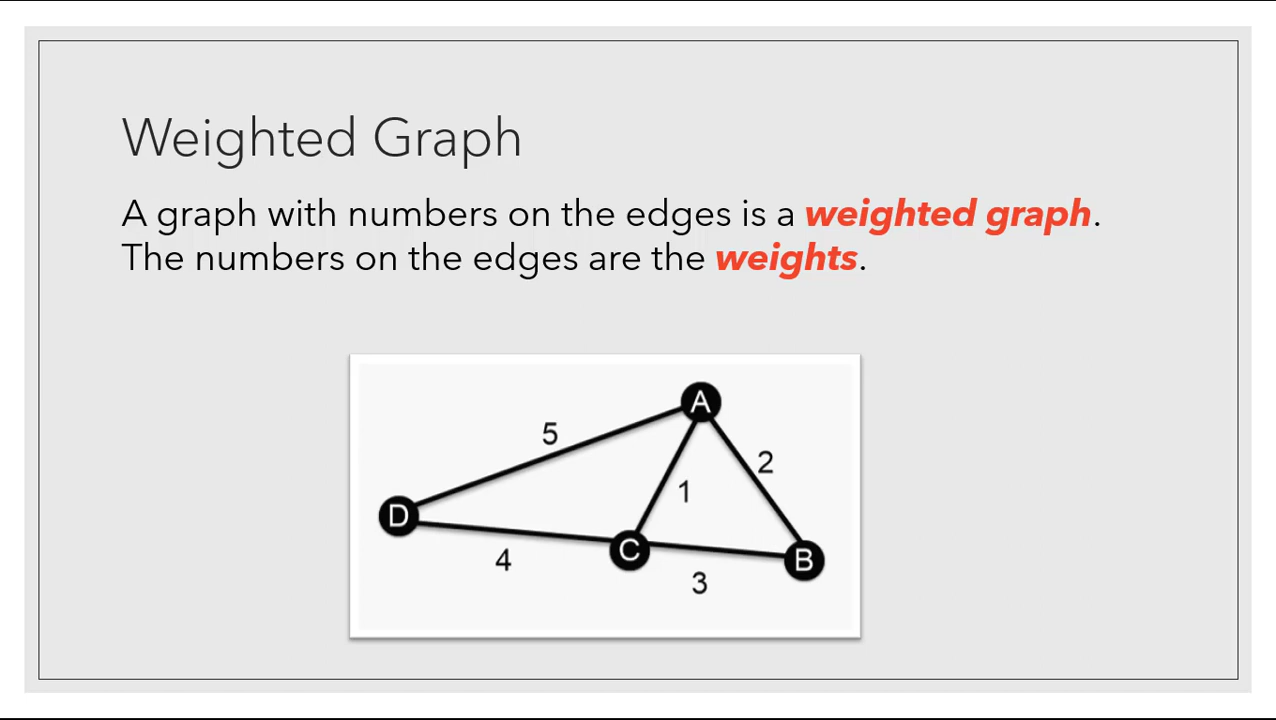 Weighted Graph
A graph with numbers on the edges is a weighted graph.
The numbers on the edges are the weights.
A
5
2
1
D
C
B
4
3